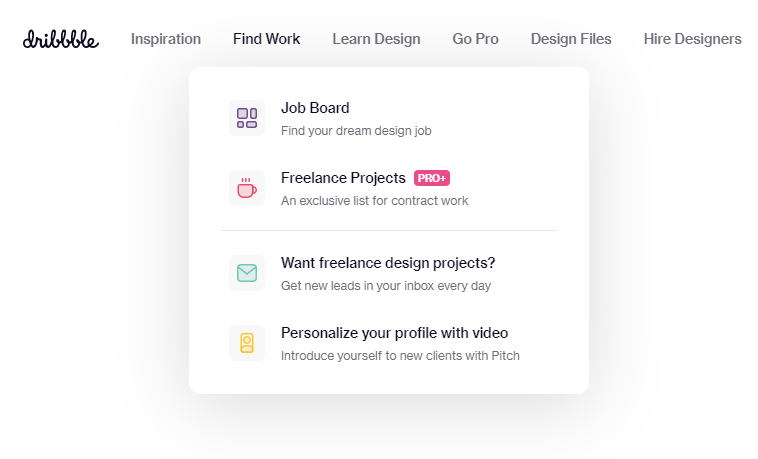 dribbble
Inspiration Find Work Learn Design Go Pro Design Files Hire Designers
Job Board
Find your dream design job
Freelance Projects PRO+
An exclusive list for contract work
Want freelance design projects?
Get new leads in your inbox every day
Personalize your profile with video
Introduce yourself to new clients with Pitch